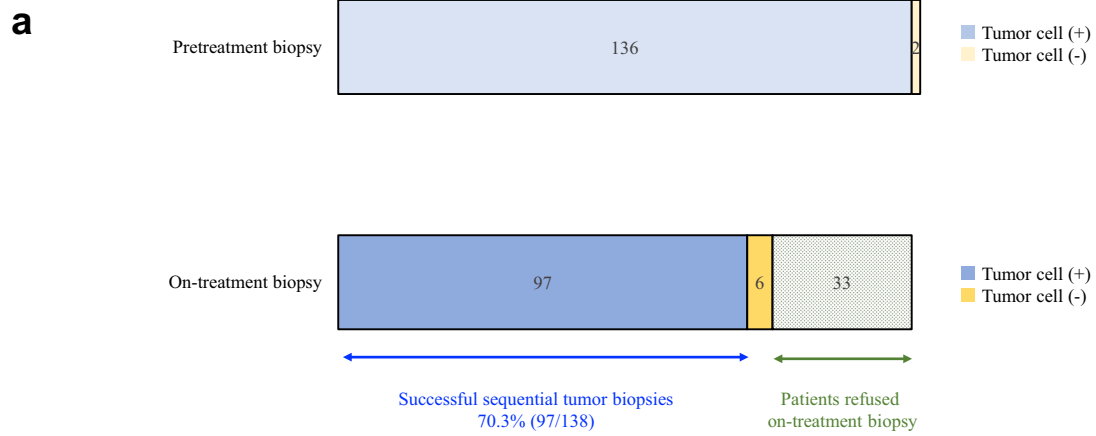 a
Pretreatment biopsy
136
2
Tumor cell (+)
Tumor cell (-)
On-treatment biopsy
97
6
33
Tumor cell (+)
Tumor cell (-)
Successful sequential tumor biopsies
70.3% (97/138)
Patients refused
on-treatment biopsy